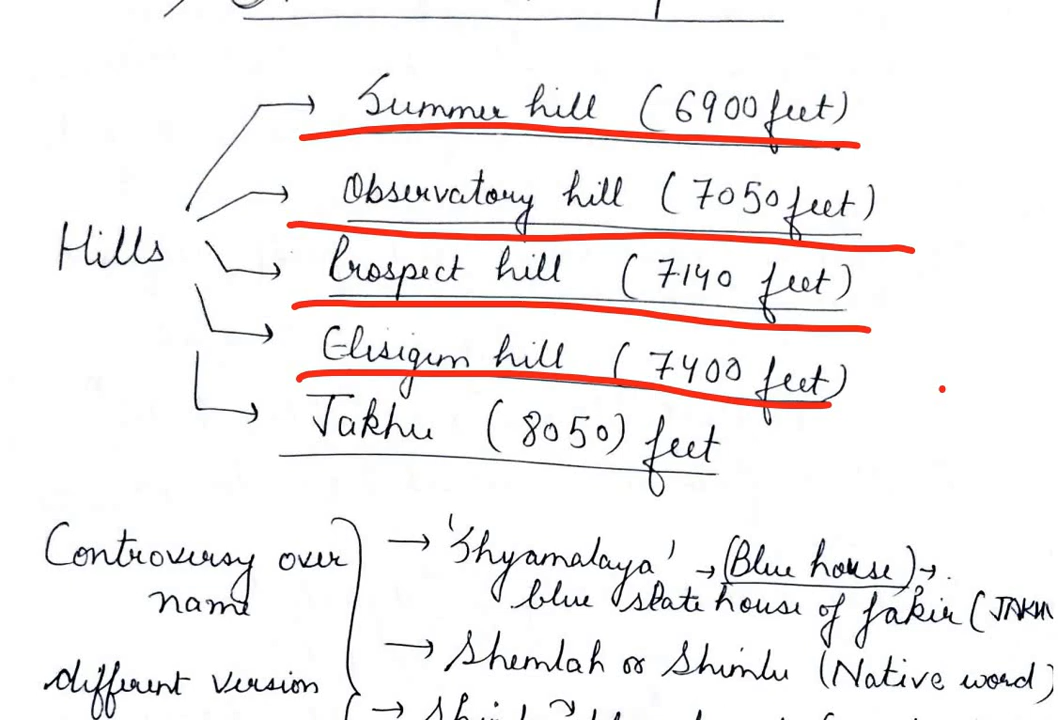 Summer hill (6900 feet)
Observatory hill (7050 feet)
Hills
Prospect hill (7140 feet)
Elisigum hill (7400 feet)
Jakhu (8050) feet
Controversy over name
different version
→ 'Shyamalaya' → (Blue house) →
blue slate house of fakir (JAKH
→ Shemlah or Shimlu (Native word)